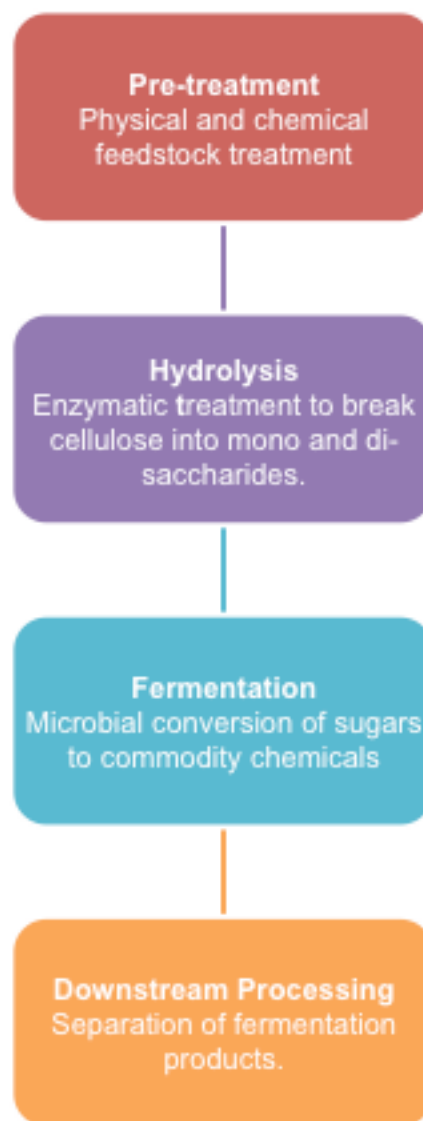 Pre-treatment
Physical and chemical
feedstock treatment
Hydrolysis
Enzymatic treatment to break
cellulose into mono and di-
saccharides.
Fermentation
Microbial conversion of sugars
to commodity chemicals
Downstream Processing
Separation of fermentation
products.